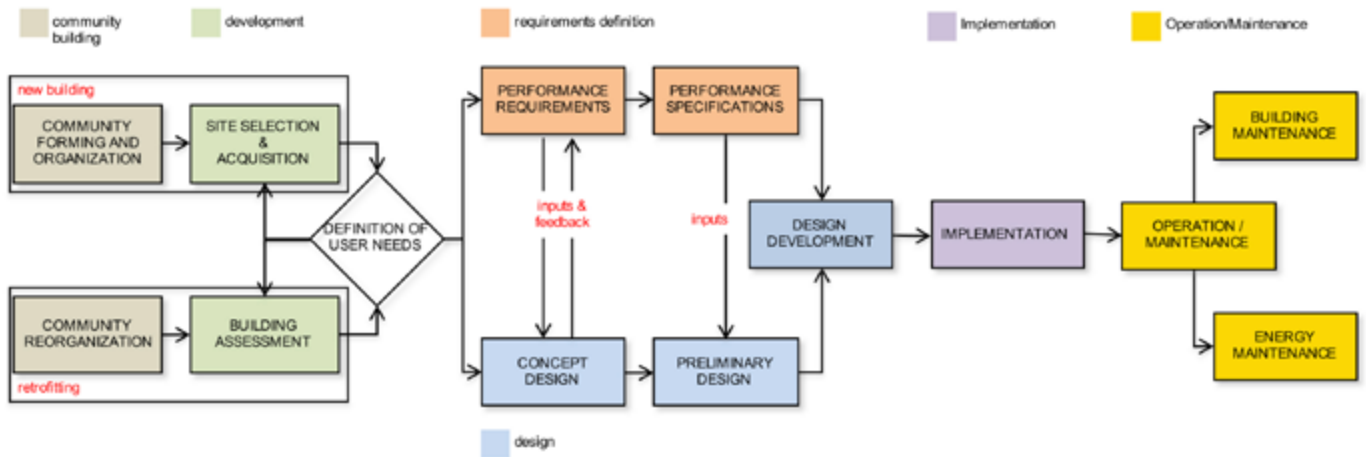 community
building
development
requirements definition
Implementation
Operation/Maintenance
new building
COMMUNITY
FORMING AND
ORGANIZATION
SITE SELECTION
&
ACQUISITION
DEFINITION OF
USER NEEDS
COMMUNITY
REORGANIZATION
BUILDING
ASSESSMENT
retrofitting
PERFORMANCE
REQUIREMENTS
PERFORMANCE
SPECIFICATIONS
inputs &
feedback
inputs
CONCEPT
DESIGN
PRELIMINARY
DESIGN
DESIGN
DEVELOPMENT
IMPLEMENTATION
OPERATION /
MAINTENANCE
BUILDING
MAINTENANCE
ENERGY
MAINTENANCE
design